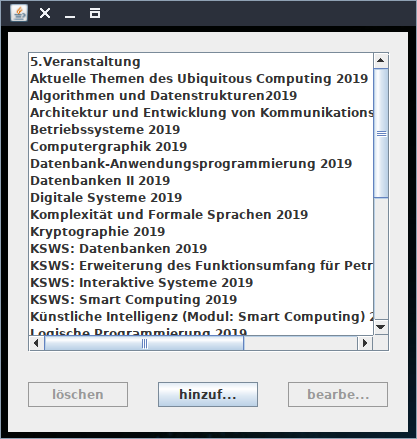 5.Veranstaltung
Aktuelle Themen des Ubiquitous Computing 2019
Algorithmen und Datenstrukturen2019
Architektur und Entwicklung von Kommunikations
Betriebssysteme 2019
Computergraphik 2019
Datenbank-Anwendungsprogrammierung 2019
Datenbanken II 2019
Digitale Systeme 2019
Komplexität und Formale Sprachen 2019
Kryptographie 2019
KSWS: Datenbanken 2019
KSWS: Erweiterung des Funktionsumfang für Petr
KSWS: Interaktive Systeme 2019
KSWS: Smart Computing 2019
Künstliche Intelligenz (Modul: Smart Computing) 2
Logische Programmierung 2019
löschen hinzuf... bearbe...